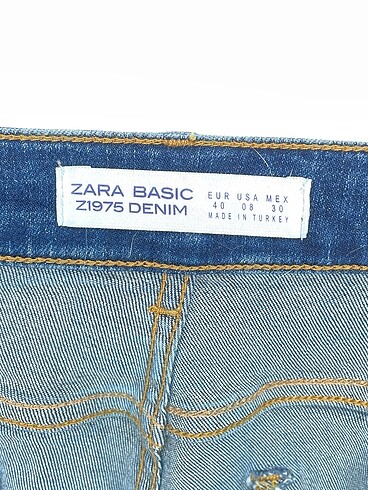 ZARA BASIC
Z1975 DENIM
EUR USA MEX
40 08 30
MADE IN TURKEY